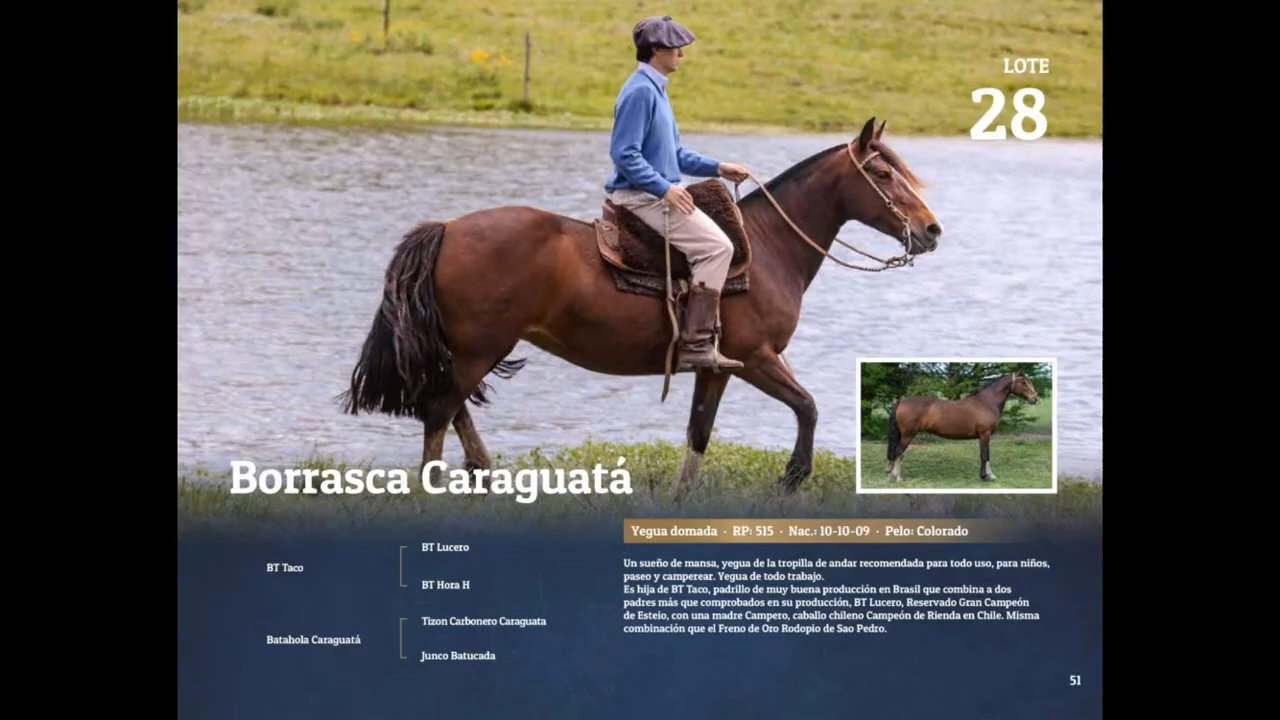 LOTE
28
Borrasca Caraguatá
Yegua domada · RP: 515 · Nac.: 10-10-09 · Pelo: Colorado
BT Taco
BT Lucero
BT Hora H
Batahola Caraguatá
Tizon Carbonero Caraguata
Junco Batucada
Un sueño de mansa, yegua de la tropilla de andar recomendada para todo uso, para niños,
paseo y camperear. Yegua de todo trabajo.
Es hija de BT Taco, padrillo de muy buena producción en Brasil que combina a dos
padres más que comprobados en su producción, BT Lucero, Reservado Gran Campeón
de Esteio, con una madre Campero, caballo chileno Campeón de Rienda en Chile. Misma
combinación que el Freno de Oro Rodopio de Sao Pedro.
51